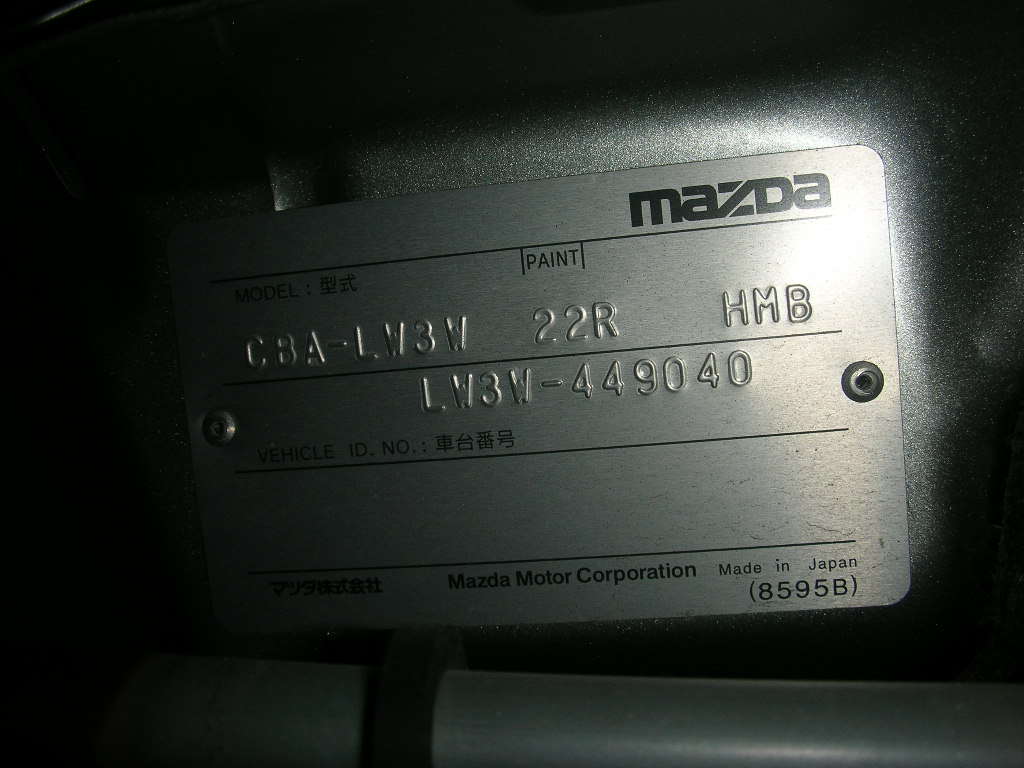 mazda
PAINT
MODEL : 型式
CBA-LW3W 22R HMB
LW3W-449040
VEHICLE ID. NO. : 車台番号
マツダ株式会社 Mazda Motor Corporation Made in Japan
(8595B)